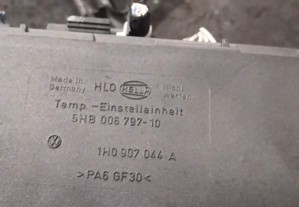 Made in
Germany
HLO
HELLA
Temp -Einstelleinheit
5HB 006 797-10
1H0 907 044 A
>PA6 GF30<